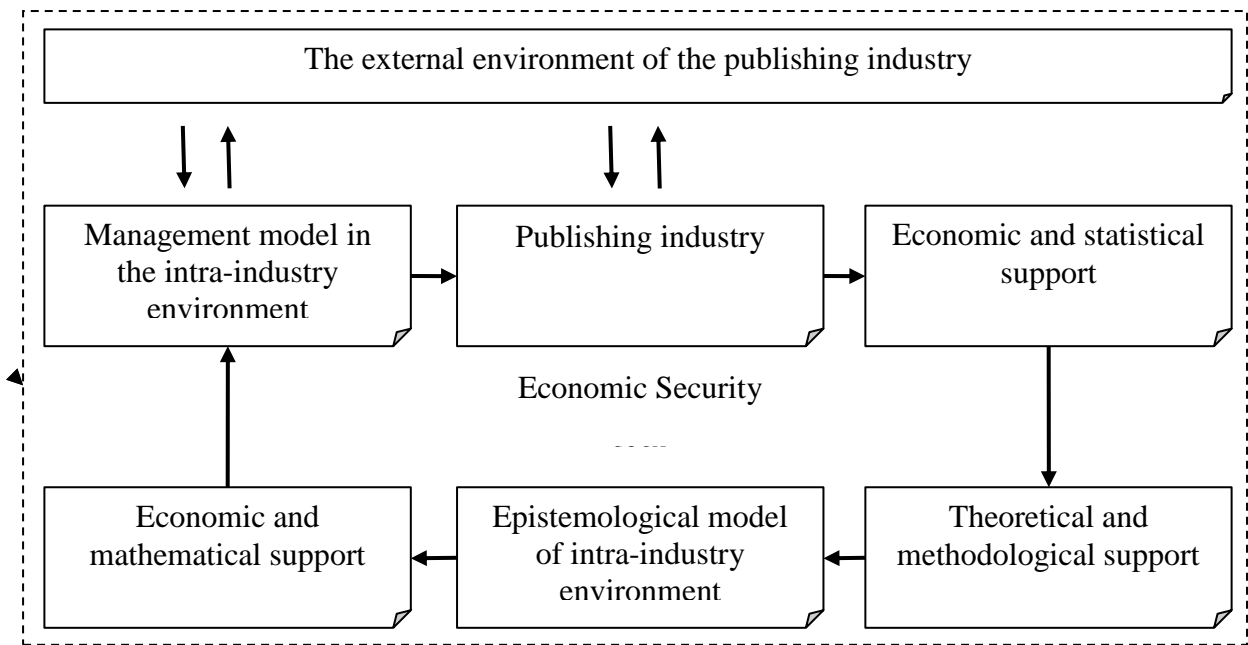 The external environment of the publishing industry
Management model in
the intra-industry
environment
Publishing industry
Economic and statistical
support
Economic Security
Economic and
mathematical support
Epistemological model
of intra-industry
environment
Theoretical and
methodological support